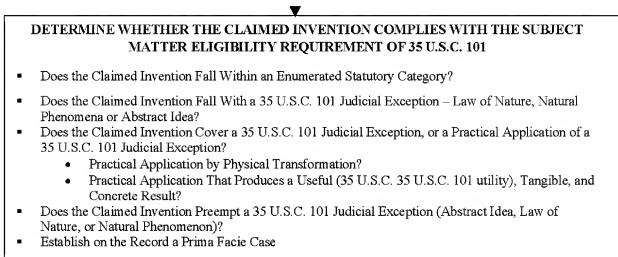 DETERMINE WHETHER THE CLAIMED INVENTION COMPLIES WITH THE SUBJECT
MATTER ELIGIBILITY REQUIREMENT OF 35 U.S.C. 101
▪ Does the Claimed Invention Fall Within an Enumerated Statutory Category?
▪ Does the Claimed Invention Fall With a 35 U.S.C. 101 Judicial Exception – Law of Nature, Natural
Phenomena or Abstract Idea?
▪ Does the Claimed Invention Cover a 35 U.S.C. 101 Judicial Exception, or a Practical Application of a
35 U.S.C. 101 Judicial Exception?
• Practical Application by Physical Transformation?
• Practical Application That Produces a Useful (35 U.S.C. 35 U.S.C. 101 utility), Tangible, and
Concrete Result?
▪ Does the Claimed Invention Preempt a 35 U.S.C. 101 Judicial Exception (Abstract Idea, Law of
Nature, or Natural Phenomenon)?
▪ Establish on the Record a Prima Facie Case